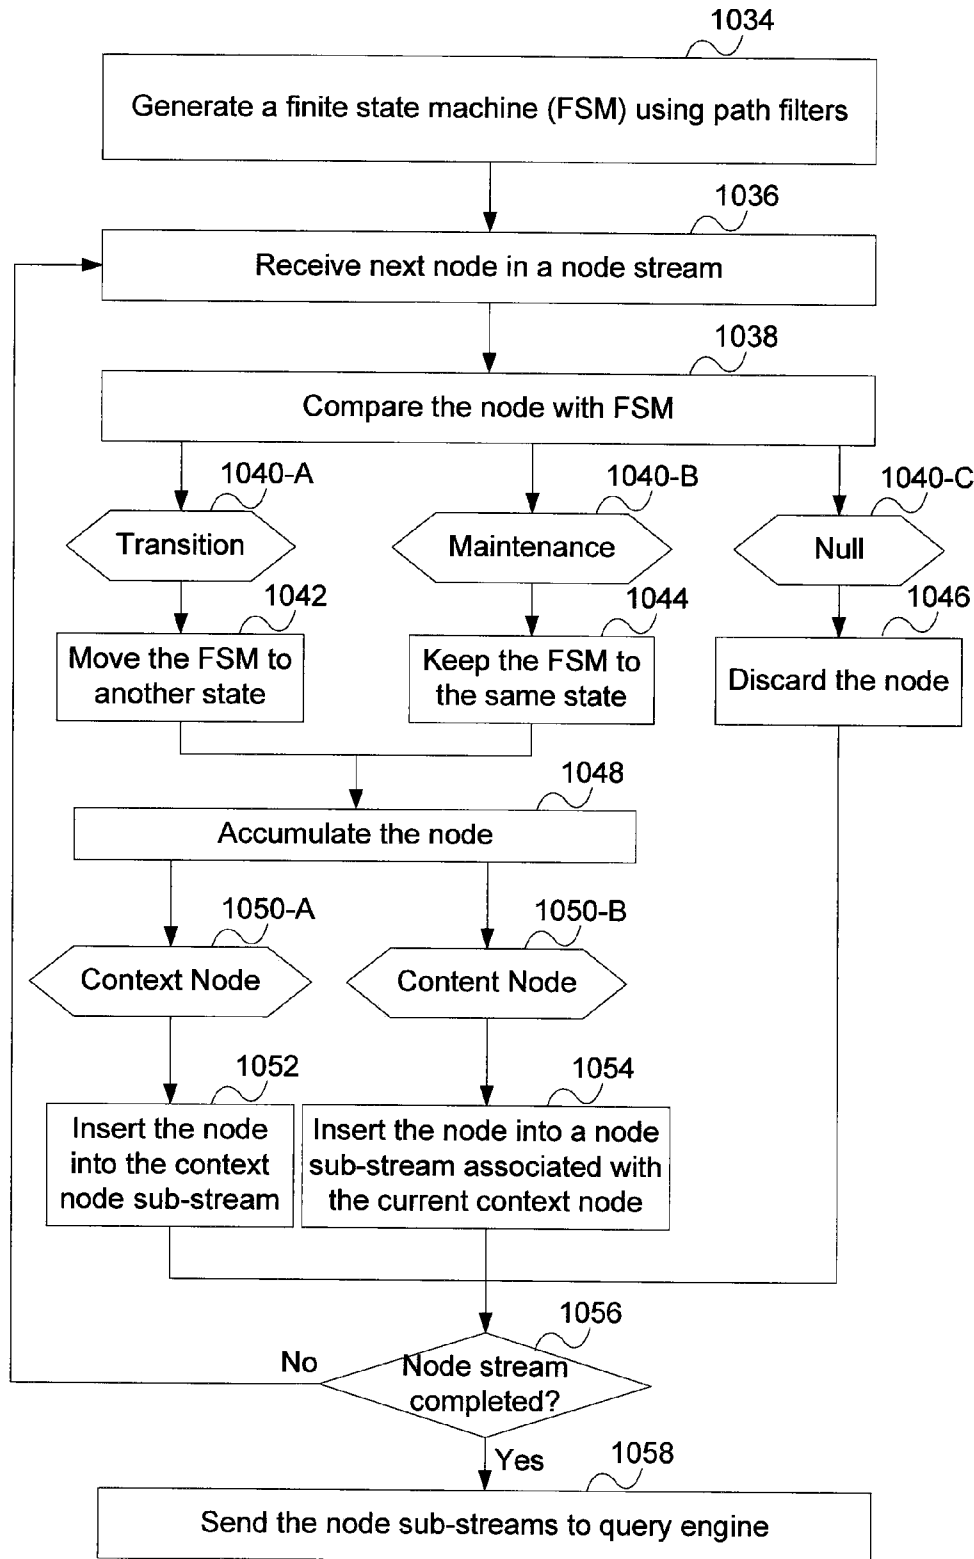 1034
Generate a finite state machine (FSM) using path filters
1036
Receive next node in a node stream
1038
Compare the node with FSM
1040-A
1040-B
1040-C
Transition
Maintenance
Null
1042
1044
1046
Move the FSM to
another state
Keep the FSM to
the same state
Discard the node
1048
Accumulate the node
1050-A
1050-B
Context Node
Content Node
1052
1054
Insert the node
into the context
node sub-stream
Insert the node into a node
sub-stream associated with
the current context node
1056
No
Node stream
completed?
Yes
1058
Send the node sub-streams to query engine